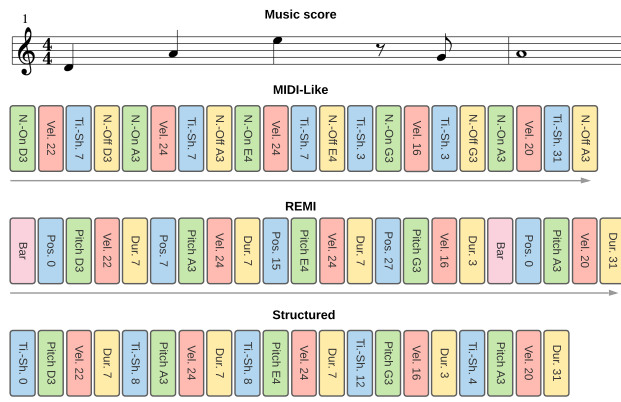 Music score
1
4
4
MIDI-Like
N.-On D3 Vel. 22 Ti.-Sh. 7 N.-Off D3 N.-On A3 Vel. 24 Ti.-Sh. 7 N.-Off A3 N.-On E4 Vel. 24 Ti.-Sh. 7 N.-Off E4 Ti.-Sh. 3 N.-On G3 Vel. 16 Ti.-Sh. 3 N.-Off G3 N.-On A3 Vel. 20 Ti.-Sh. 31 N.-Off A3
REMI
Bar Pos. 0 Pitch D3 Vel. 22 Dur. 7 Pos. 7 Pitch A3 Vel. 24 Dur. 7 Pos. 15 Pitch E4 Vel. 24 Dur. 7 Pos. 27 Pitch G3 Vel. 16 Dur. 3 Bar Pos. 0 Pitch A3 Vel. 20 Dur. 31
Structured
Ti.-Sh. 0 Pitch D3 Vel. 22 Dur. 7 Ti.-Sh. 8 Pitch A3 Vel. 24 Dur. 7 Ti.-Sh. 8 Pitch E4 Vel. 24 Dur. 7 Ti.-Sh. 12 Pitch G3 Vel. 16 Dur. 3 Ti.-Sh. 4 Pitch A3 Vel. 20 Dur. 31